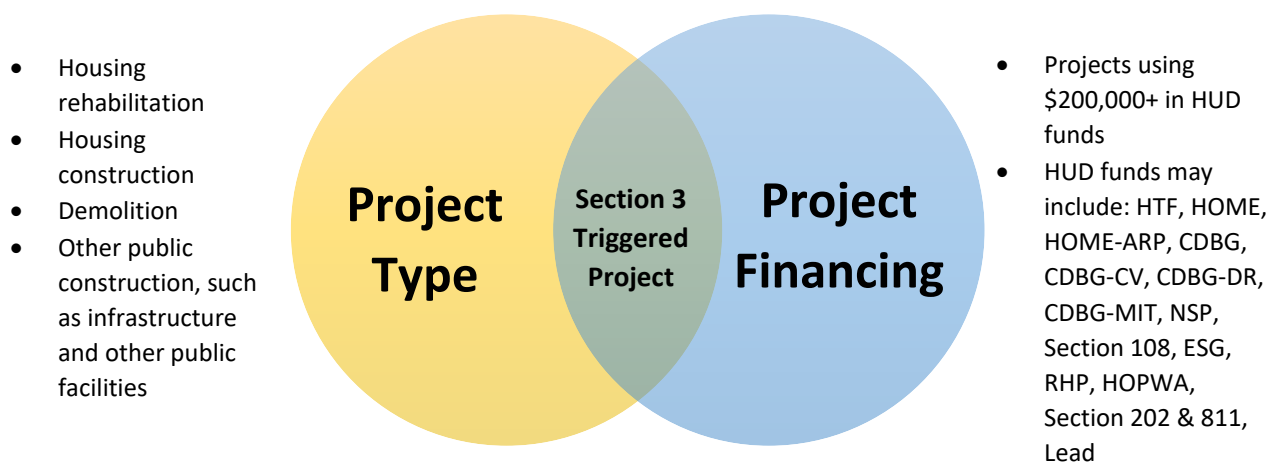 • Housing
rehabilitation
• Housing
construction
• Demolition
• Other public
construction, such
as infrastructure
and other public
facilities
Project
Type
Section 3
Triggered
Project
Project
Financing
• Projects using
$200,000+ in HUD
funds
• HUD funds may
include: HTF, HOME,
HOME-ARP, CDBG,
CDBG-CV, CDBG-DR,
CDBG-MIT, NSP,
Section 108, ESG,
RHP, HOPWA,
Section 202 & 811,
Lead